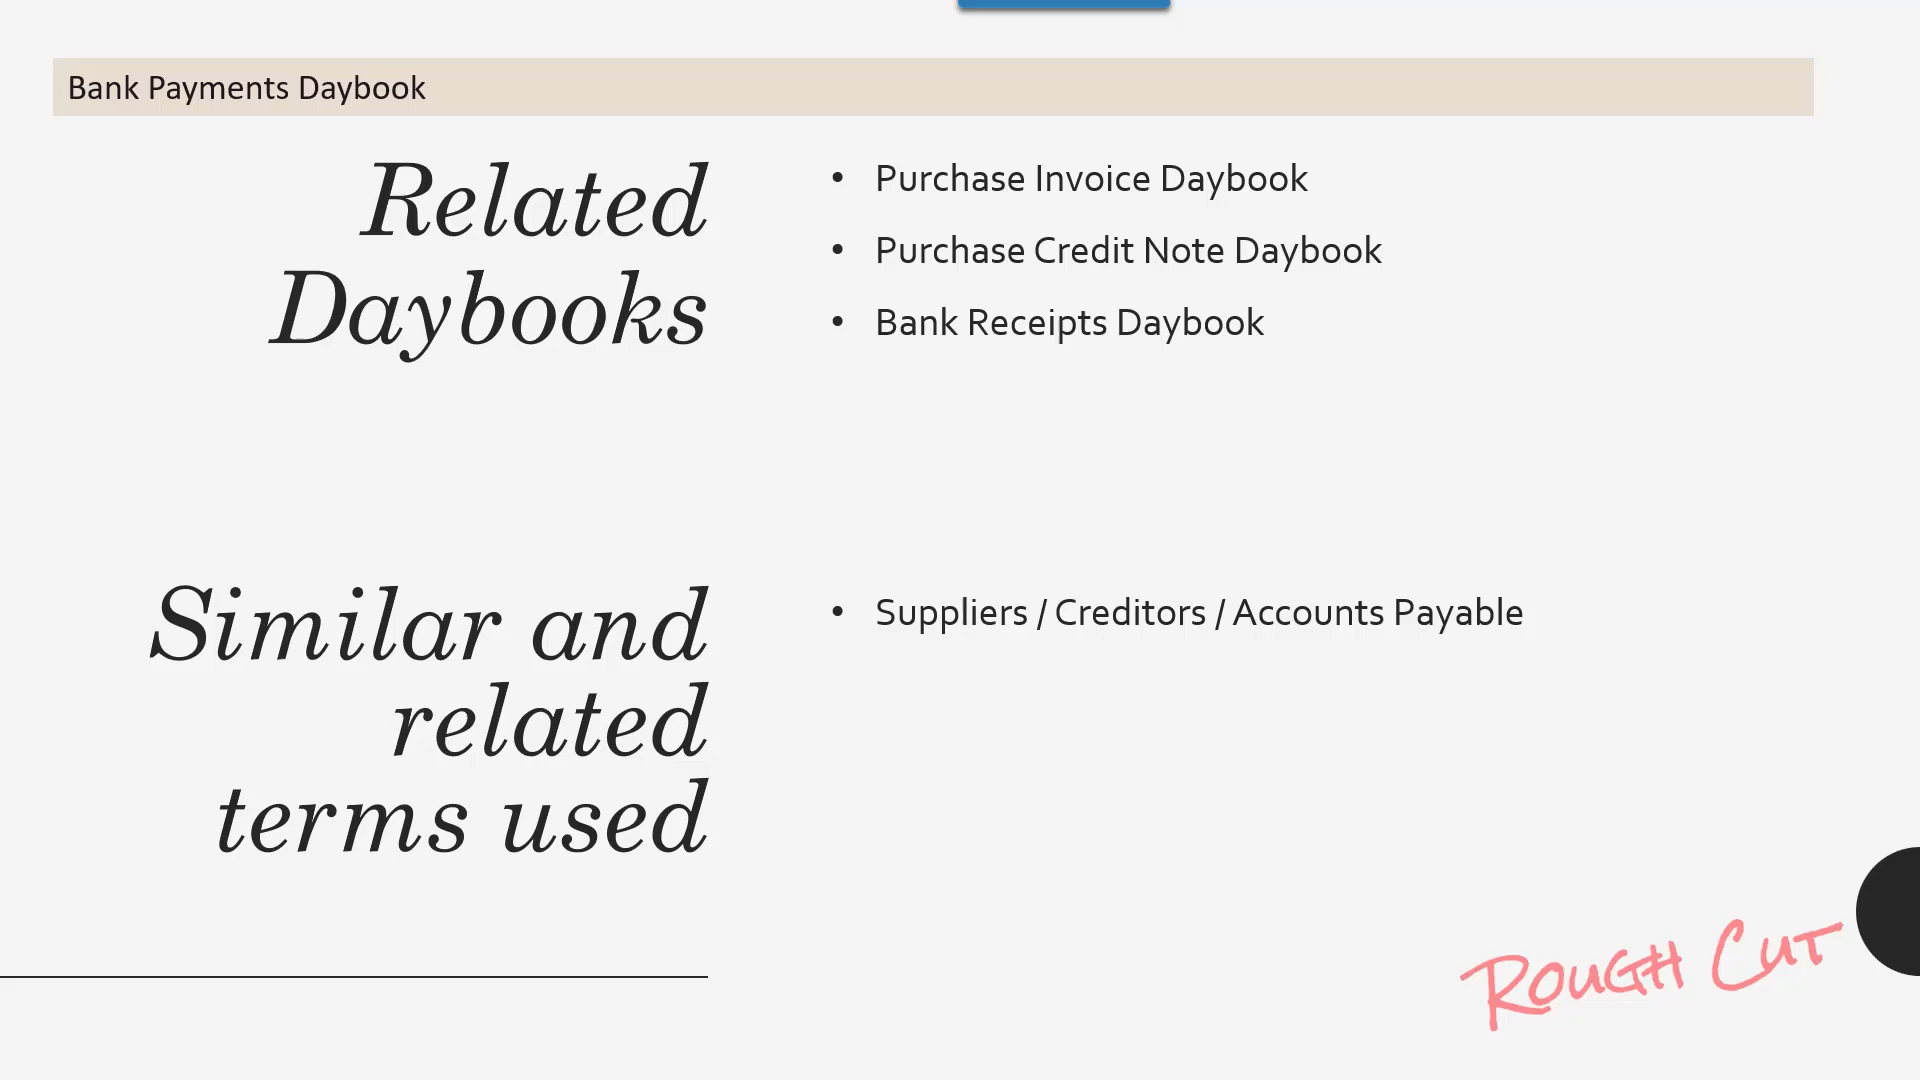 Bank Payments Daybook
Related
Daybooks
• Purchase Invoice Daybook
• Purchase Credit Note Daybook
• Bank Receipts Daybook
Similar and
related
terms used
• Suppliers / Creditors / Accounts Payable
ROUGH CUT